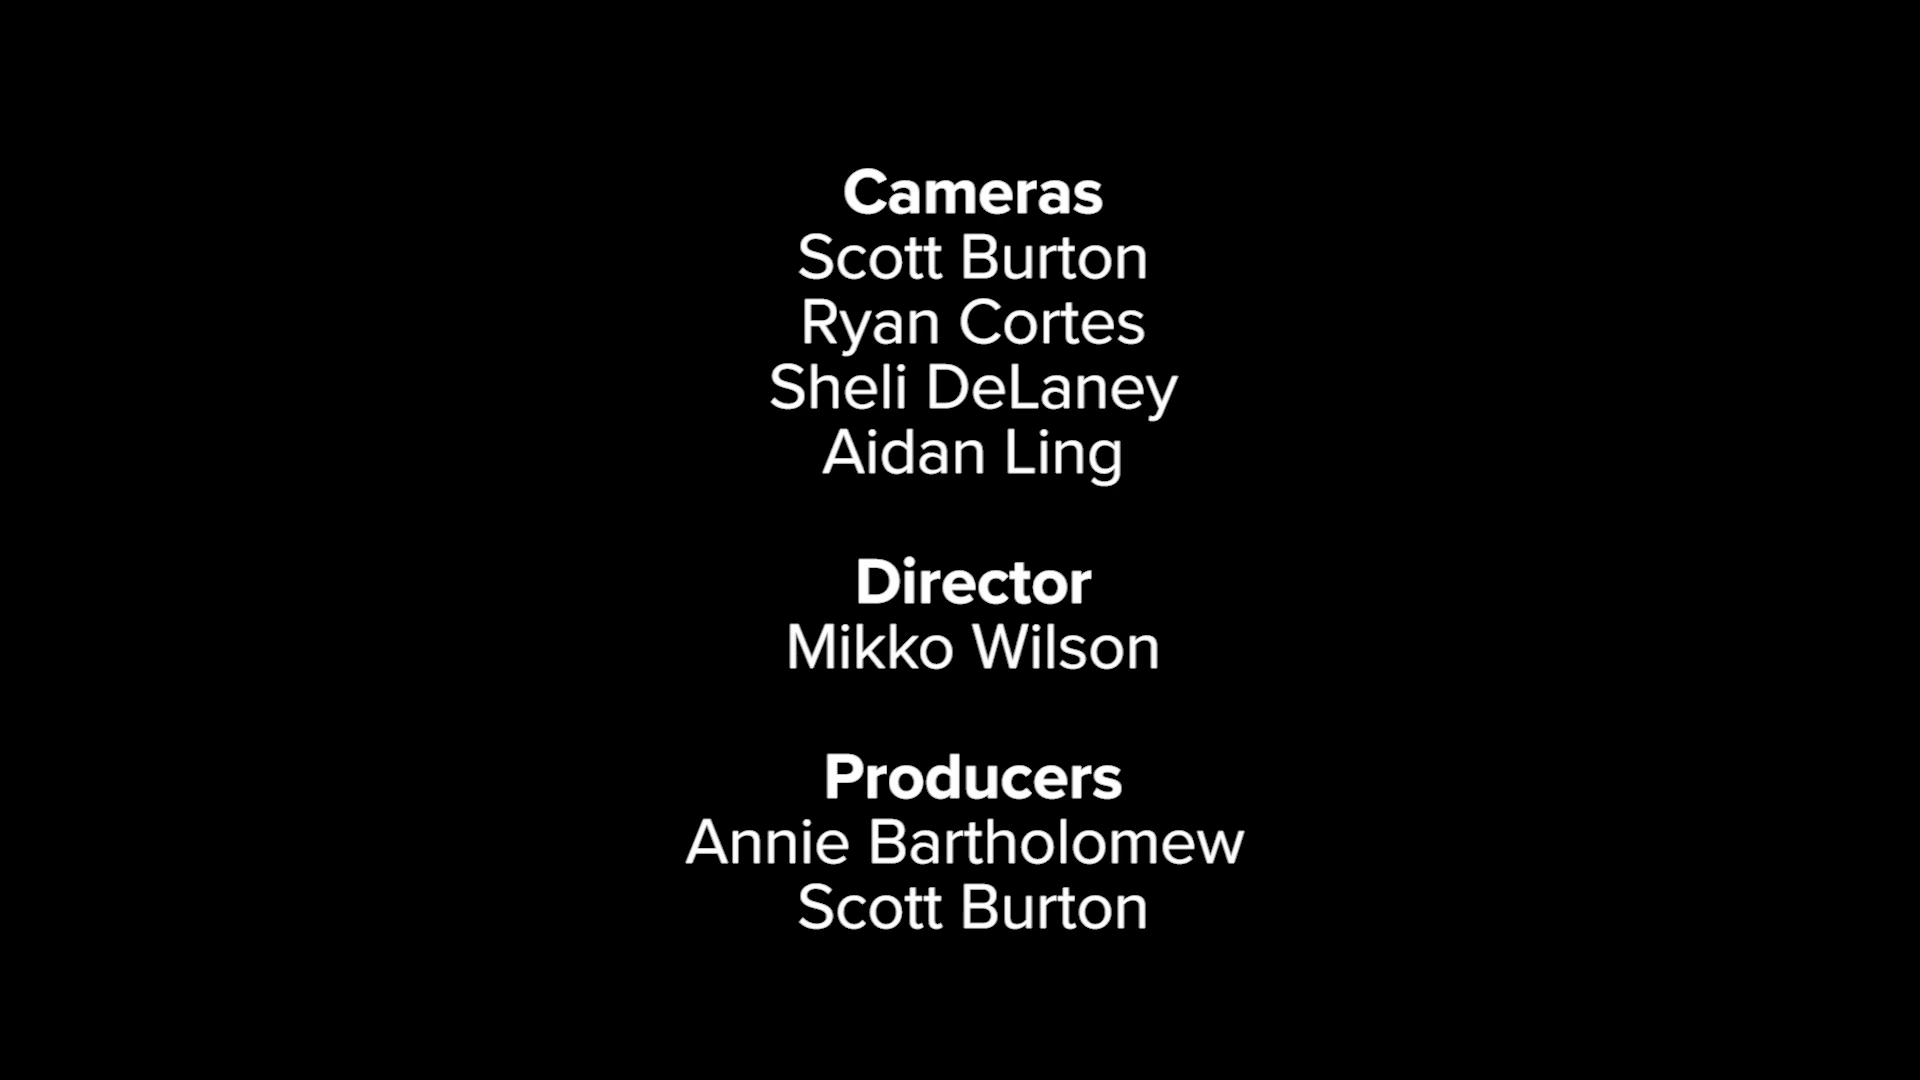 Cameras
Scott Burton
Ryan Cortes
Sheli DeLaney
Aidan Ling
Director
Mikko Wilson
Producers
Annie Bartholomew
Scott Burton